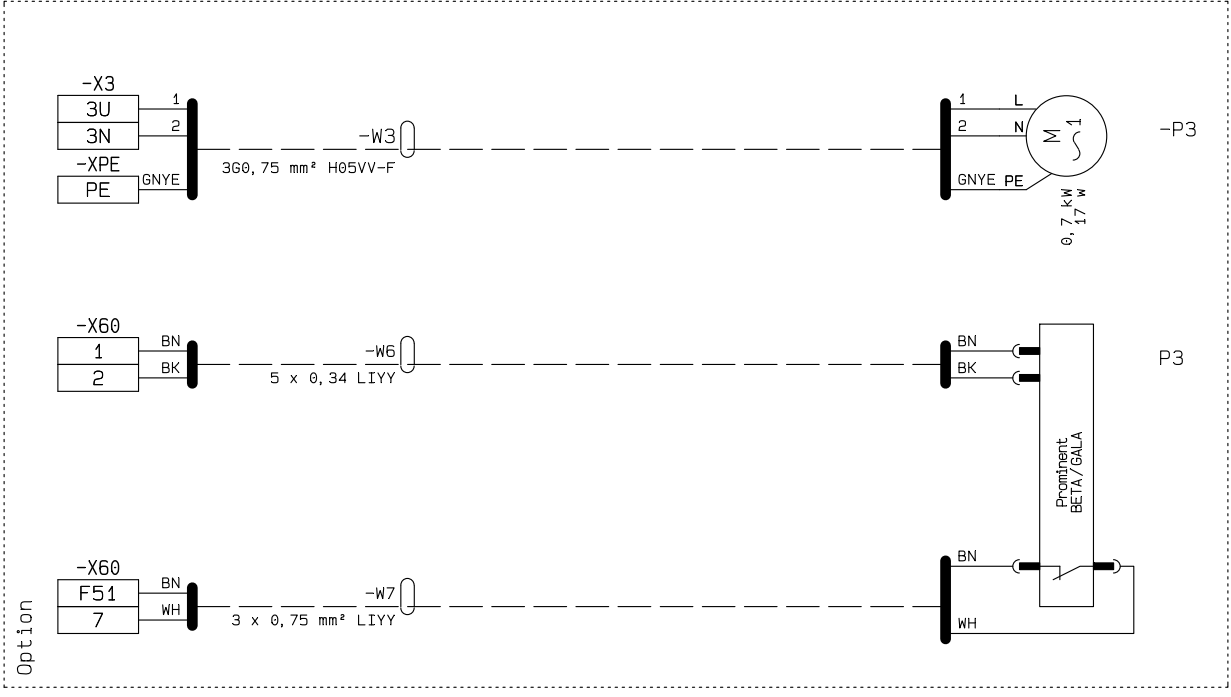 -X3
3U 1
3N 2
-XPE
PE GNYE
-W3
3G0,75 mm² H05VV-F
1 L
2 N
GNYE PE
M
1
0,7 kW
17 W
-P3
-X60
1 BN
2 BK
-W6
5 x 0,34 LIYY
BN
BK
P3
Prominent
BETA/GALA
-X60
F51 BN
7 WH
-W7
3 x 0,75 mm² LIYY
BN
WH
Option